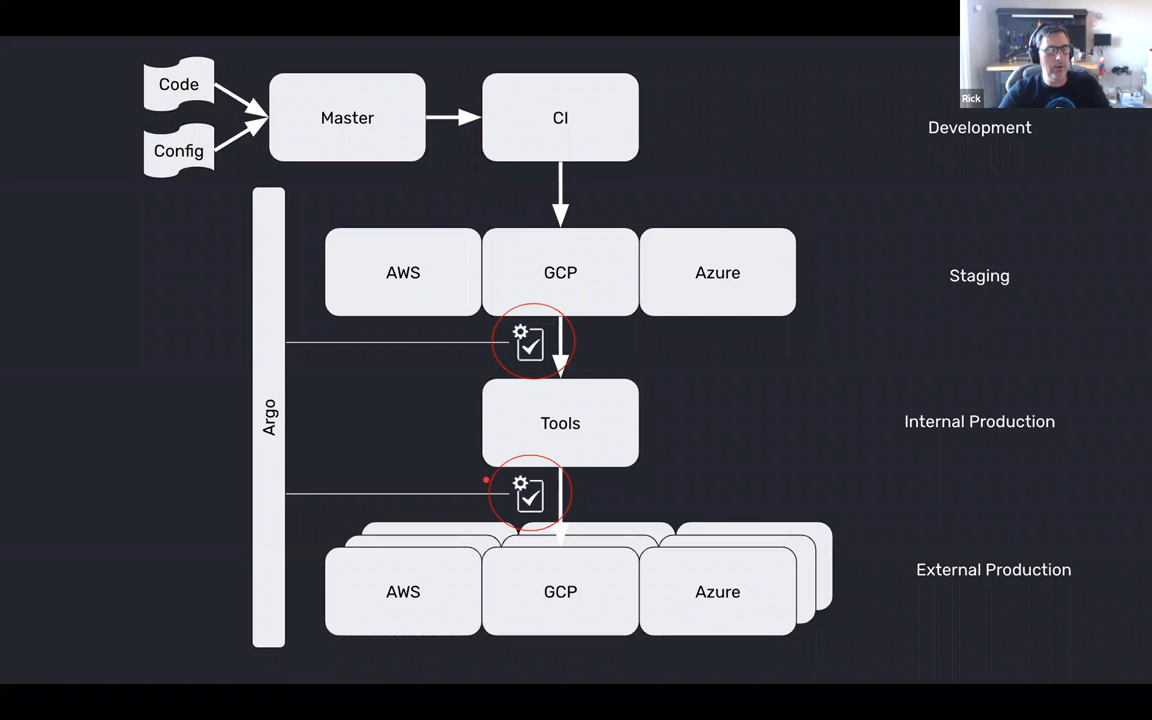 Rick
Code
Config
Master
CI
Development
AWS
GCP
Azure
Staging
Argo
Tools
Internal Production
AWS
GCP
Azure
External Production